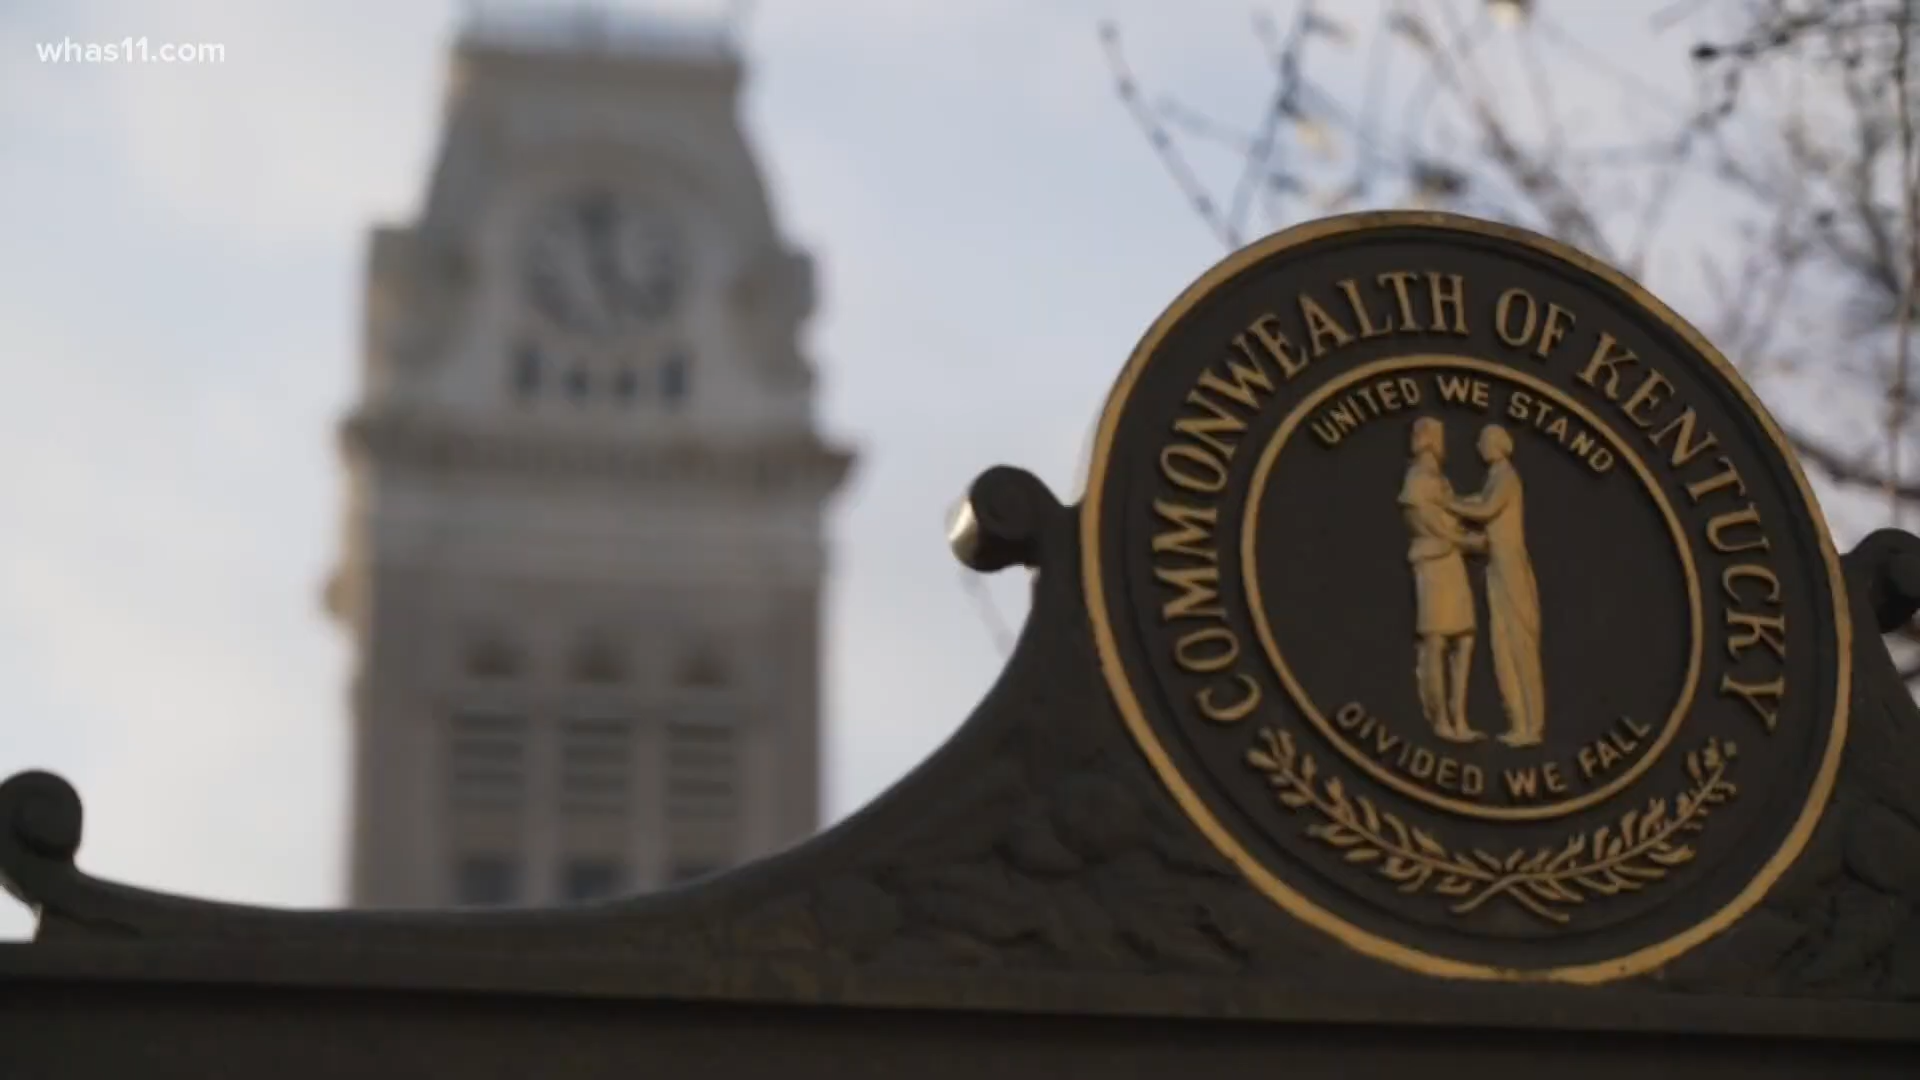 whas11.com
COMMONWEALTH OF KENTUCKY
UNITED WE STAND
DIVIDED WE FALL